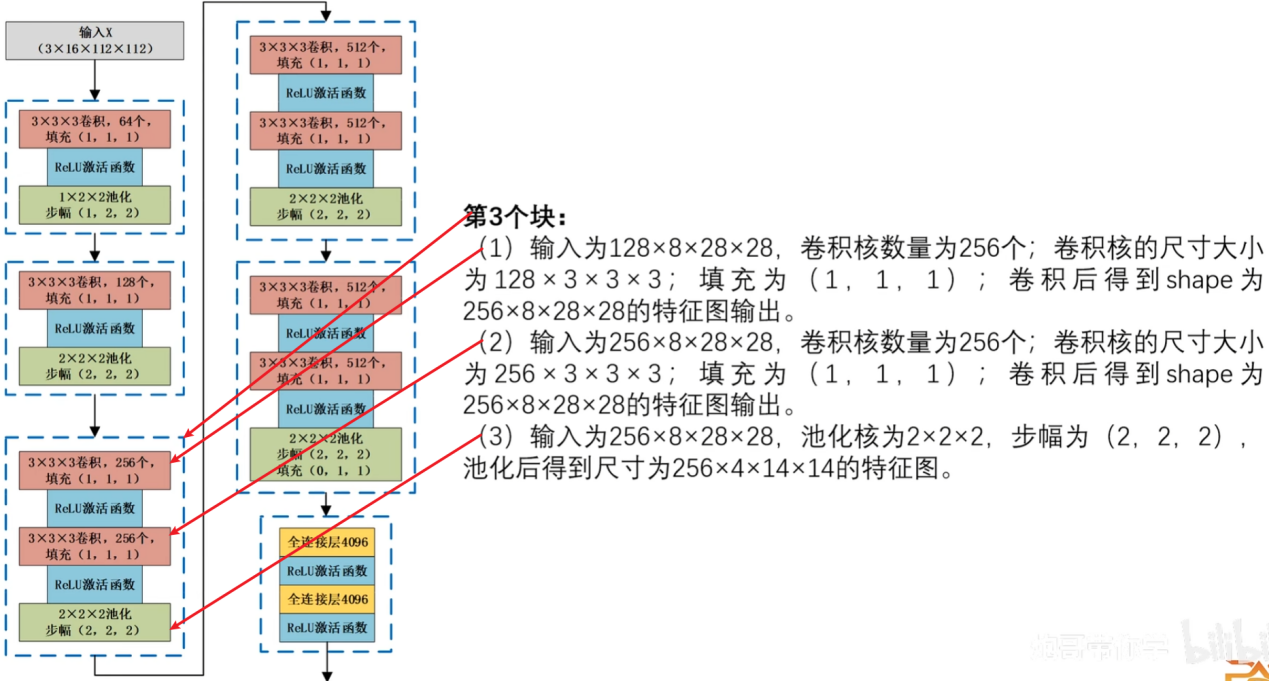 输入X
（3×16×112×112）
3×3×3卷积，64个，
填充（1，1，1）
ReLU激活函数
1×2×2池化
步幅（1，2，2）
3×3×3卷积，128个，
填充（1，1，1）
ReLU激活函数
2×2×2池化
步幅（2，2，2）
3×3×3卷积，256个，
填充（1，1，1）
ReLU激活函数
3×3×3卷积，256个，
填充（1，1，1）
ReLU激活函数
2×2×2池化
步幅（2，2，2）
3×3×3卷积，512个，
填充（1，1，1）
ReLU激活函数
3×3×3卷积，512个，
填充（1，1，1）
ReLU激活函数
2×2×2池化
步幅（2，2，2）
3×3×3卷积，512个，
填充（1，1，1）
ReLU激活函数
3×3×3卷积，512个，
填充（1，1，1）
ReLU激活函数
2×2×2池化
步幅（2，2，2）
填充（0，1，1）
全连接层4096
ReLU激活函数
全连接层4096
ReLU激活函数
第3个块：
（1）输入为128×8×28×28，卷积核数量为256个；卷积核的尺寸大小
为128×3×3×3；填充为（1，1，1）；卷积后得到shape为
256×8×28×28的特征图输出。
（2）输入为256×8×28×28，卷积核数量为256个；卷积核的尺寸大小
为256×3×3×3；填充为（1，1，1）；卷积后得到shape为
256×8×28×28的特征图输出。
（3）输入为256×8×28×28，池化核为2×2×2，步幅为（2，2，2），
池化后得到尺寸为256×4×14×14的特征图。